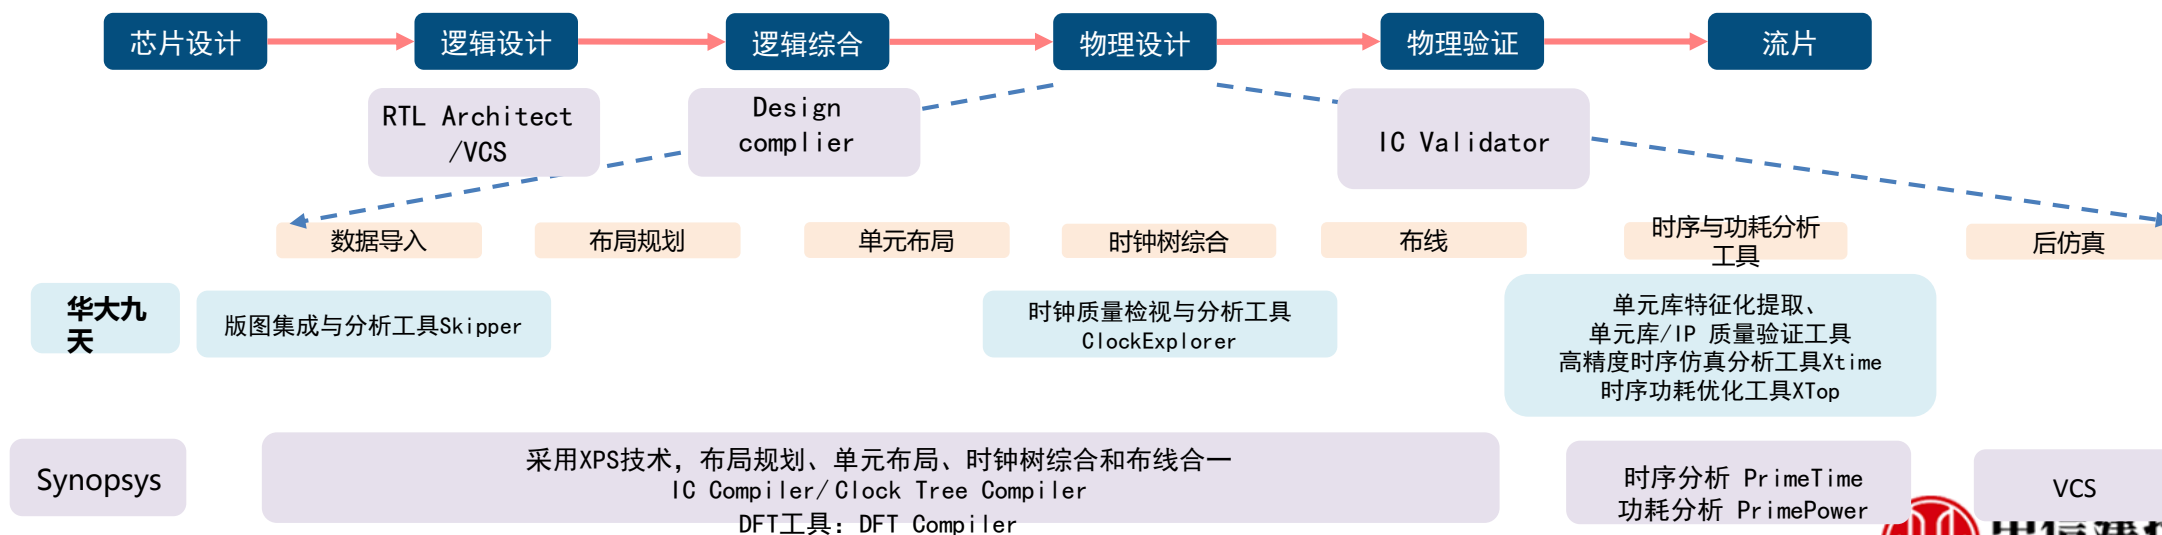 芯片设计
逻辑设计
逻辑综合
物理设计
物理验证
流片
RTL Architect
/VCS
Design
complier
IC Validator
数据导入
布局规划
单元布局
时钟树综合
布线
时序与功耗分析
工具
后仿真
华大九
天
版图集成与分析工具Skipper
时钟质量检视与分析工具
ClockExplorer
单元库特征化提取、
单元库/IP 质量验证工具
高精度时序仿真分析工具Xtime
时序功耗优化工具XTop
Synopsys
采用XPS技术，布局规划、单元布局、时钟树综合和布线合一
IC Compiler/Clock Tree Compiler
DFT工具：DFT Compiler
时序分析 PrimeTime
功耗分析 PrimePower
VCS